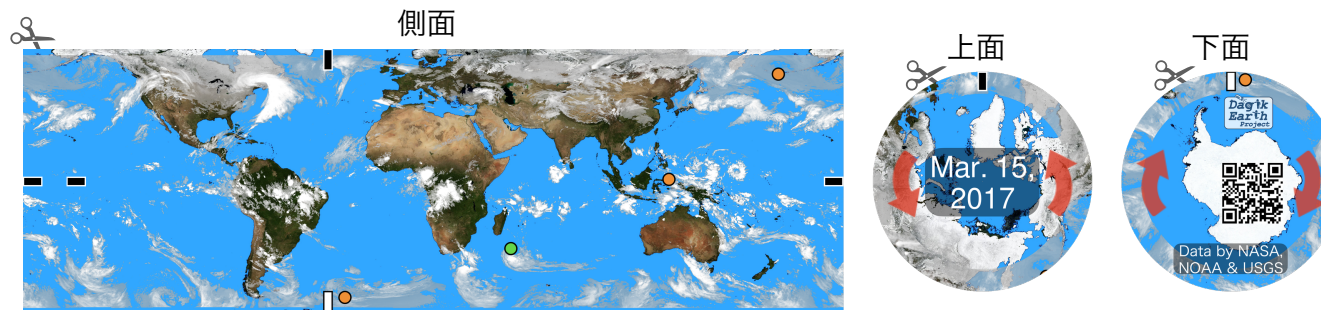 側面
上面
下面
Mar. 15,
2017
Dagik
Earth
Project
Data by NASA,
NOAA & USGS